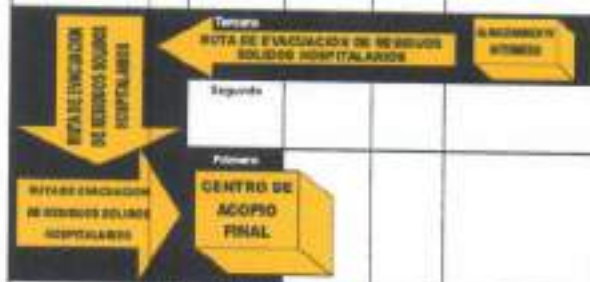 Tercero
RUTA DE EVACUACION DE RESIDUOS
SOLIDOS HOSPITALARIOS
ALMACENAMIENTO
INTERMEDIO
RUTA DE EVACUACION
DE RESIDUOS SOLIDOS
HOSPITALARIOS
Segundo
Primero
RUTA DE EVACUACION
DE RESIDUOS SOLIDOS
HOSPITALARIOS
CENTRO DE
ACOPIO
FINAL